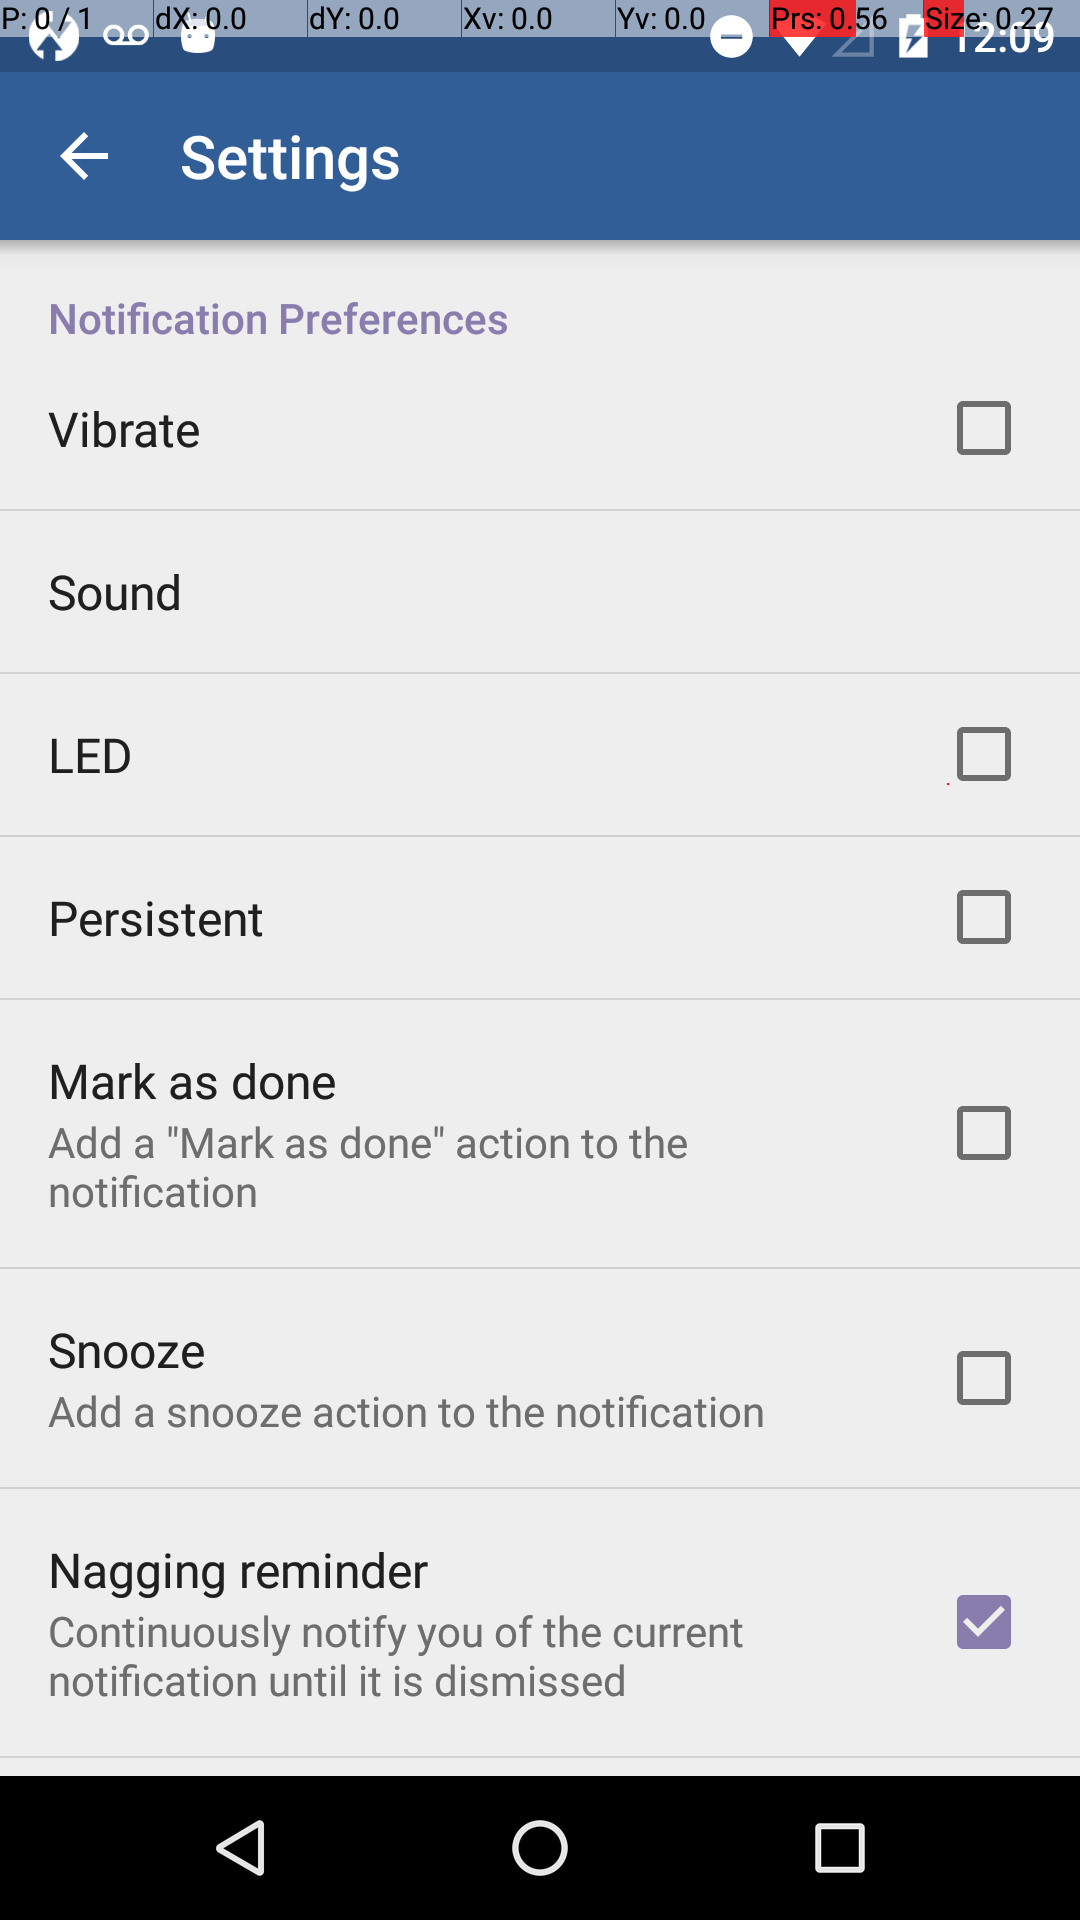 P: 0 / 1 dX: 0.0 dY: 0.0 Xv: 0.0 Yv: 0.0 Prs: 0.56 Size: 0.27
12:09
Settings
Notification Preferences
Vibrate
Sound
LED
Persistent
Mark as done
Add a "Mark as done" action to the
notification
Snooze
Add a snooze action to the notification
Nagging reminder
Continuously notify you of the current
notification until it is dismissed